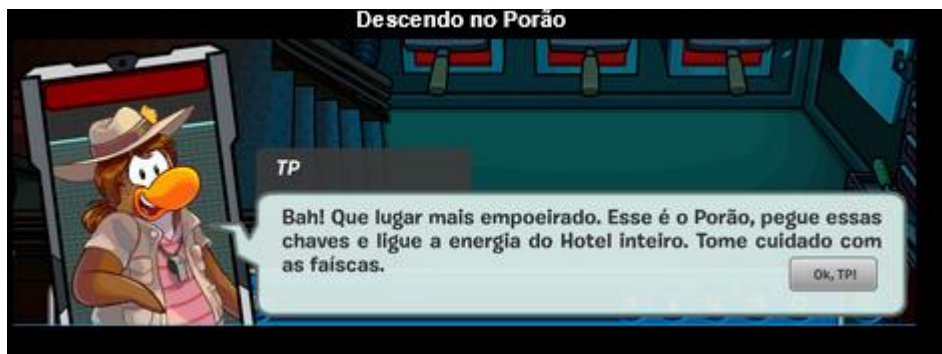 Descendo no Porão
TP
Bah! Que lugar mais empoeirado. Esse é o Porão, pegue essas
chaves e ligue a energia do Hotel inteiro. Tome cuidado com
as faíscas.
Ok, TP!